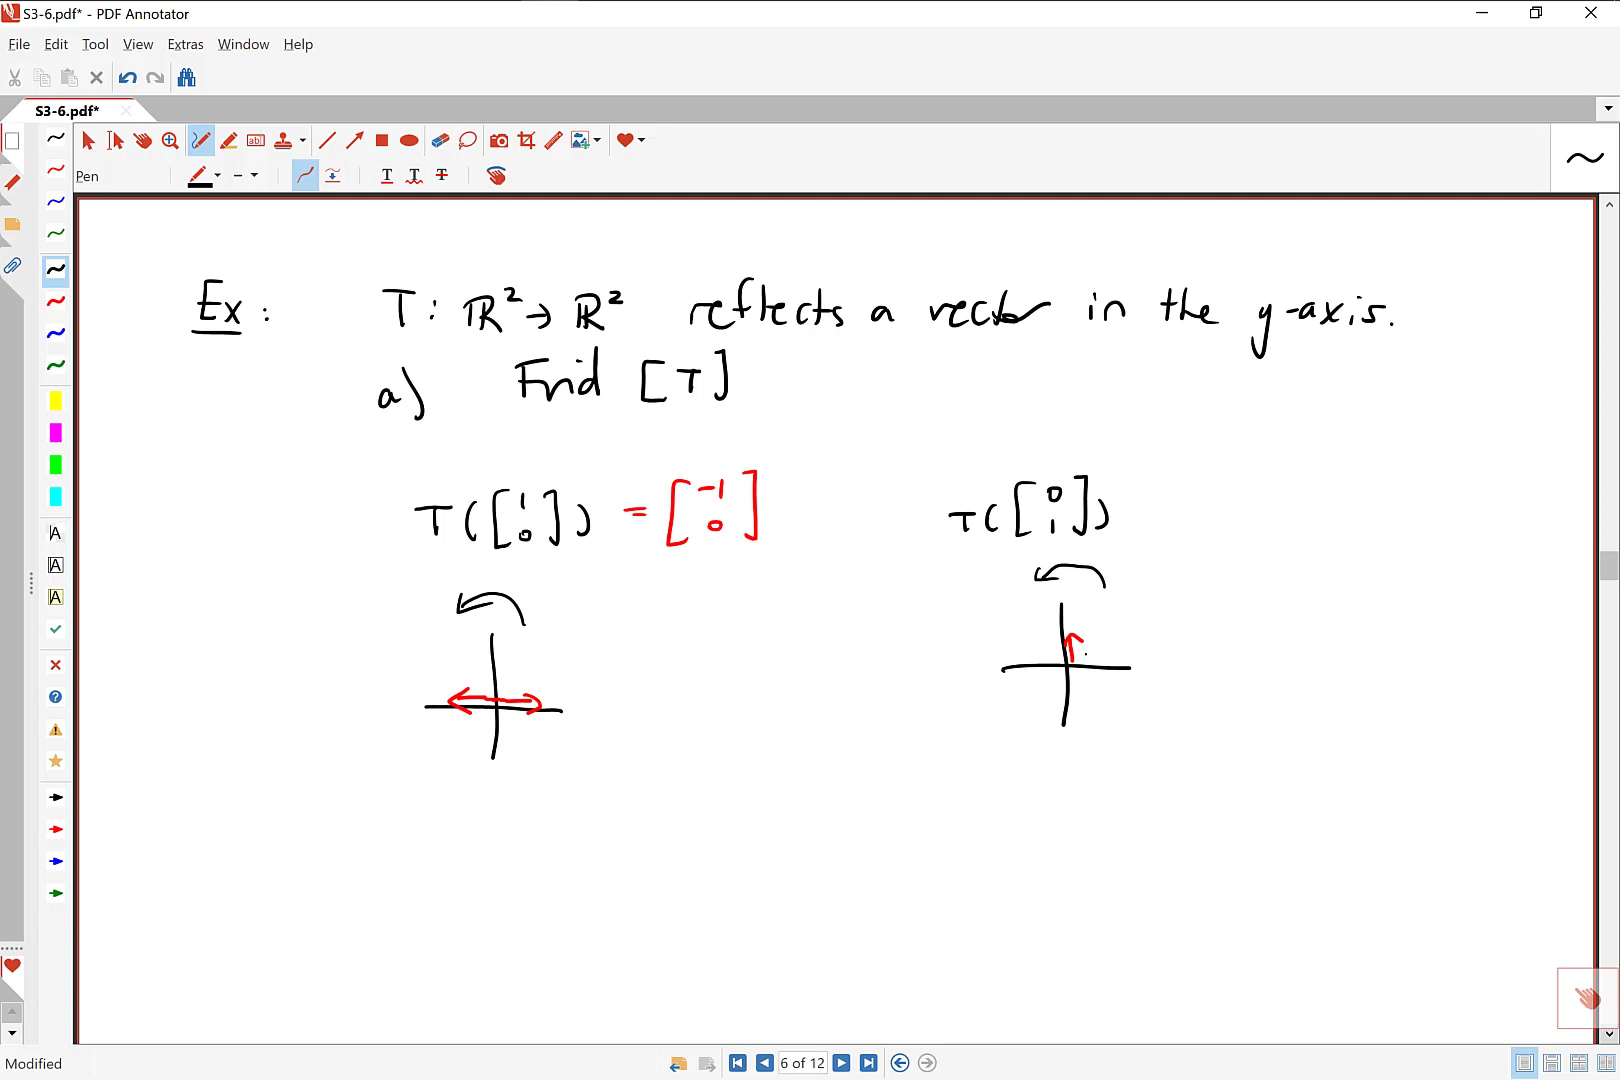 S3-6.pdf* - PDF Annotator
File Edit Tool View Extras Window Help
S3-6.pdf*
Pen
Ex: T: ℝ² → ℝ² reflects a vector in the y-axis.
a) Find [T]
T([1 0]) = [-1 0] T([0 1])
Modified
6 of 12